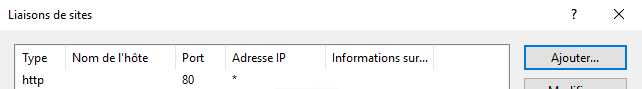 Liaisons de sites
Type Nom de l'hôte Port Adresse IP Informations sur... Ajouter...
http 80 *